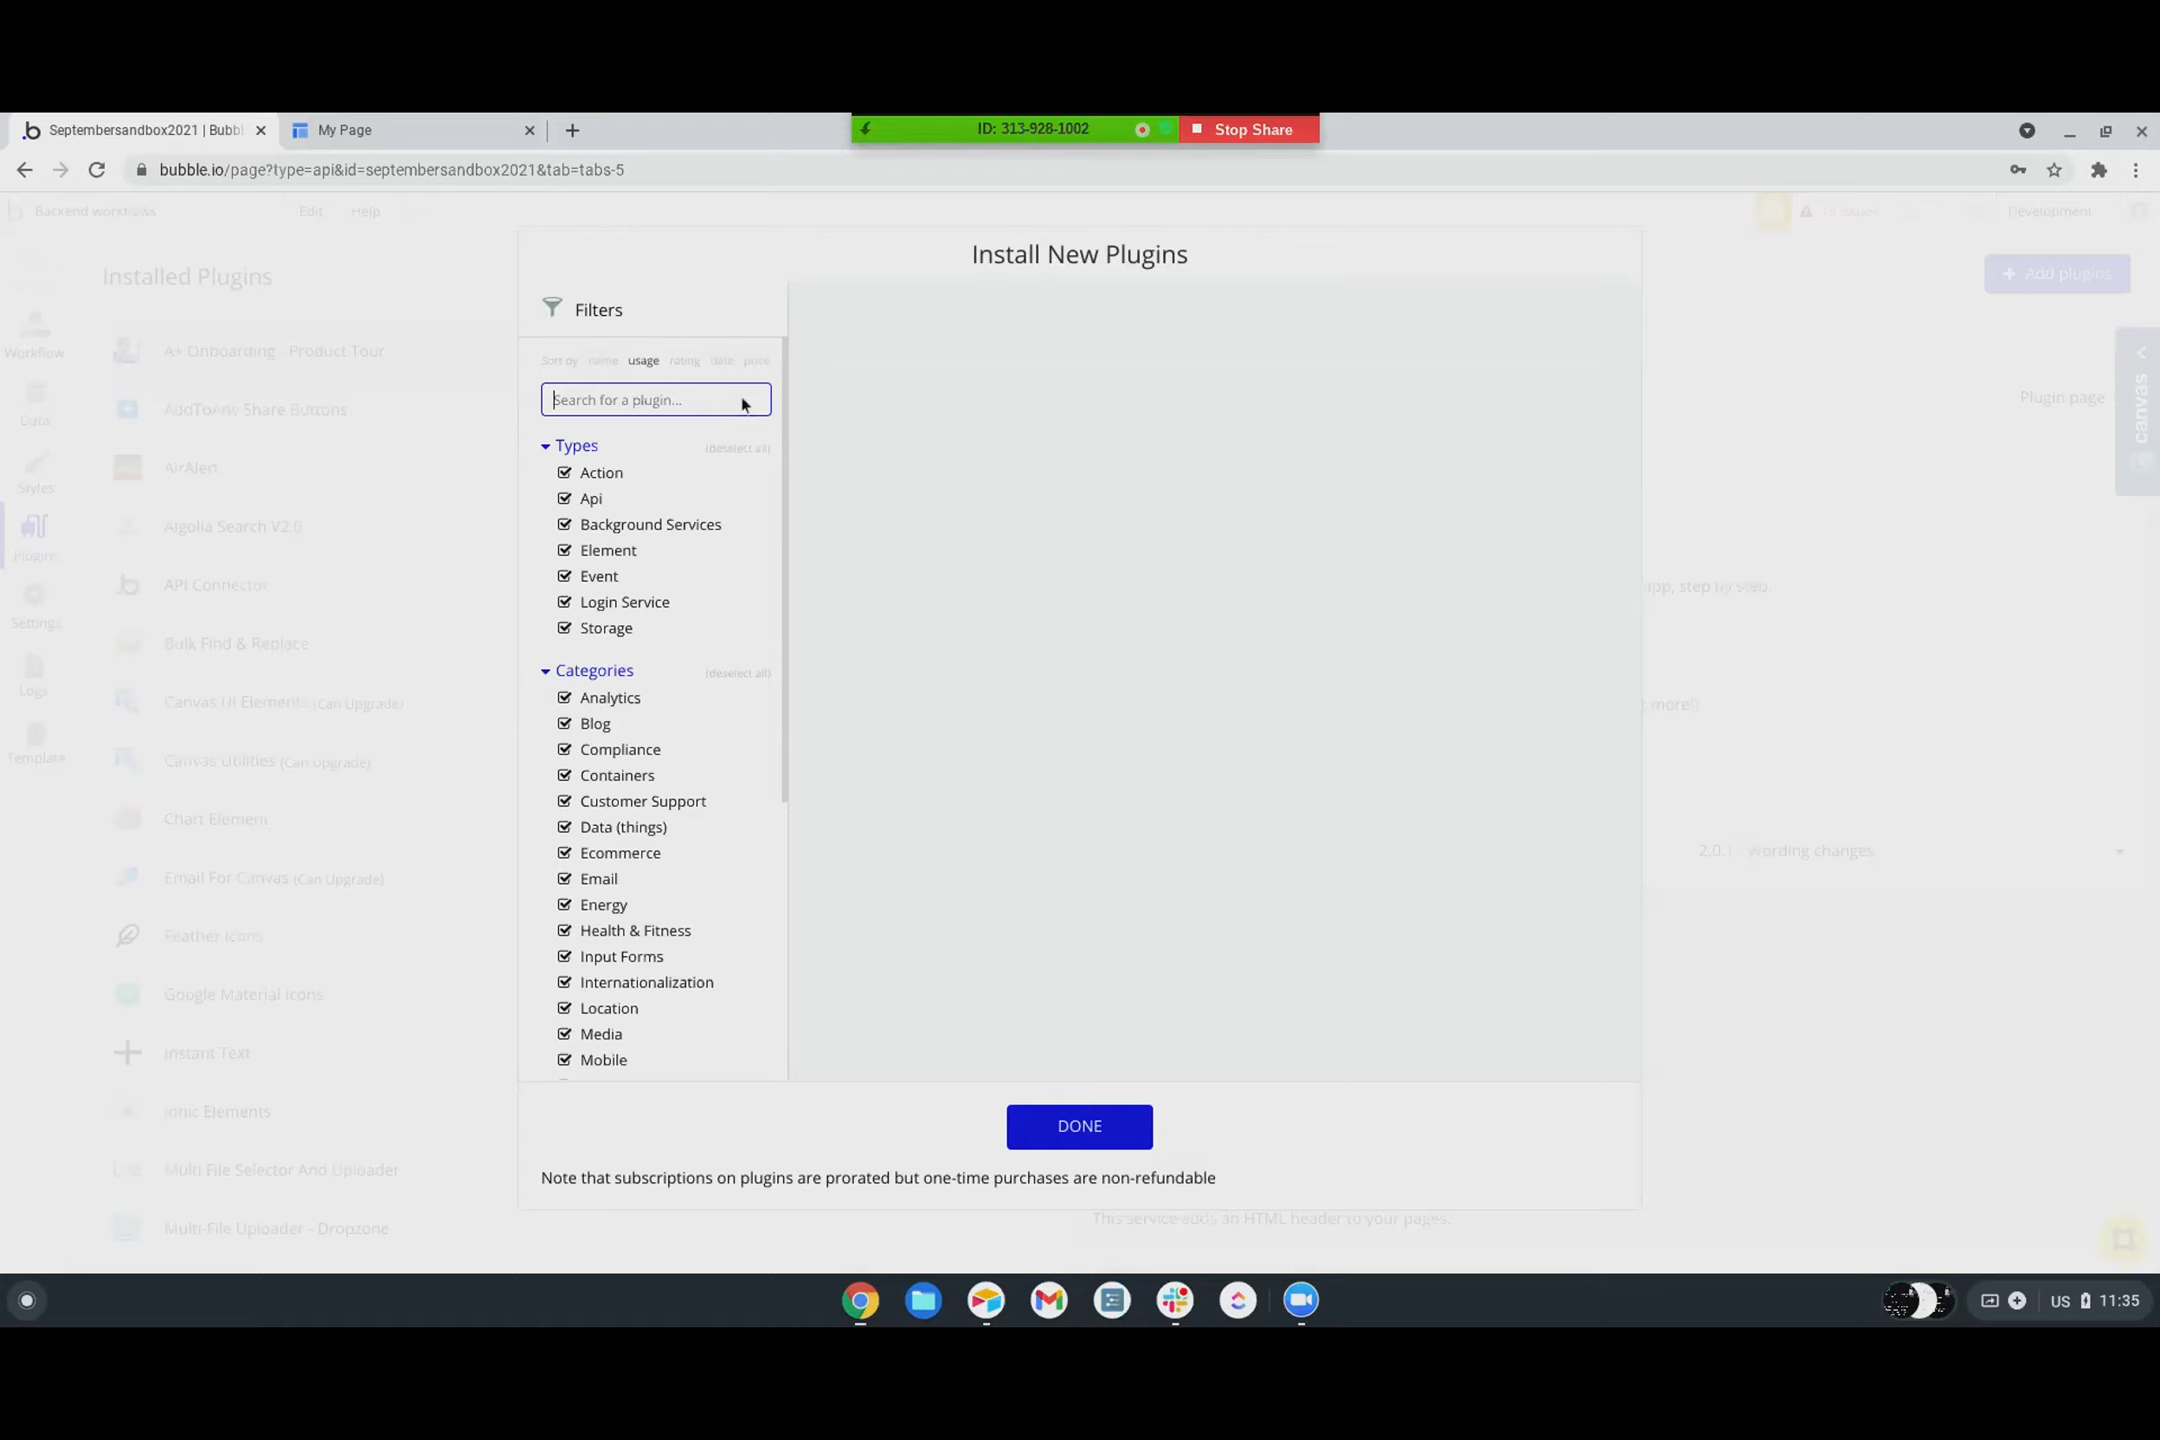 Septembersandbox2021 | Bubbl
My Page
ID: 313-928-1002
Stop Share
bubble.io/page?type=api&id=septembersandbox2021&tab=tabs-5
Backend workflows
Edit
Help
Development
Install New Plugins
Installed Plugins
+ Add plugins
Filters
Workflow
A+ Onboarding - Product Tour
Sort by name usage rating date price
Search for a plugin...
AddToAny Share Buttons
Data
Plugin page
canvas
Types
(deselect all)
AirAlert
Styles
Action
Api
Background Services
Algolia Search V2.0
Plugins
Element
Event
API Connector
app, step by step.
Login Service
Settings
Storage
Bulk Find & Replace
Categories
(deselect all)
Logs
Analytics
Canvas UI Elements (Can Upgrade)
more!)
Blog
Compliance
Template
Canvas Utilities (Can Upgrade)
Containers
Customer Support
Chart Element
Data (things)
Ecommerce
Wording changes
Email
Email For Canvas (Can Upgrade)
Energy
Health & Fitness
Feather Icons
Input Forms
Internationalization
Google Material Icons
Location
Media
Instant Text
Mobile
Ionic Elements
DONE
Multi File Selector And Uploader
Note that subscriptions on plugins are prorated but one-time purchases are non-refundable
Multi-File Uploader - Dropzone
This service adds an HTML header to your pages.
US
11:35